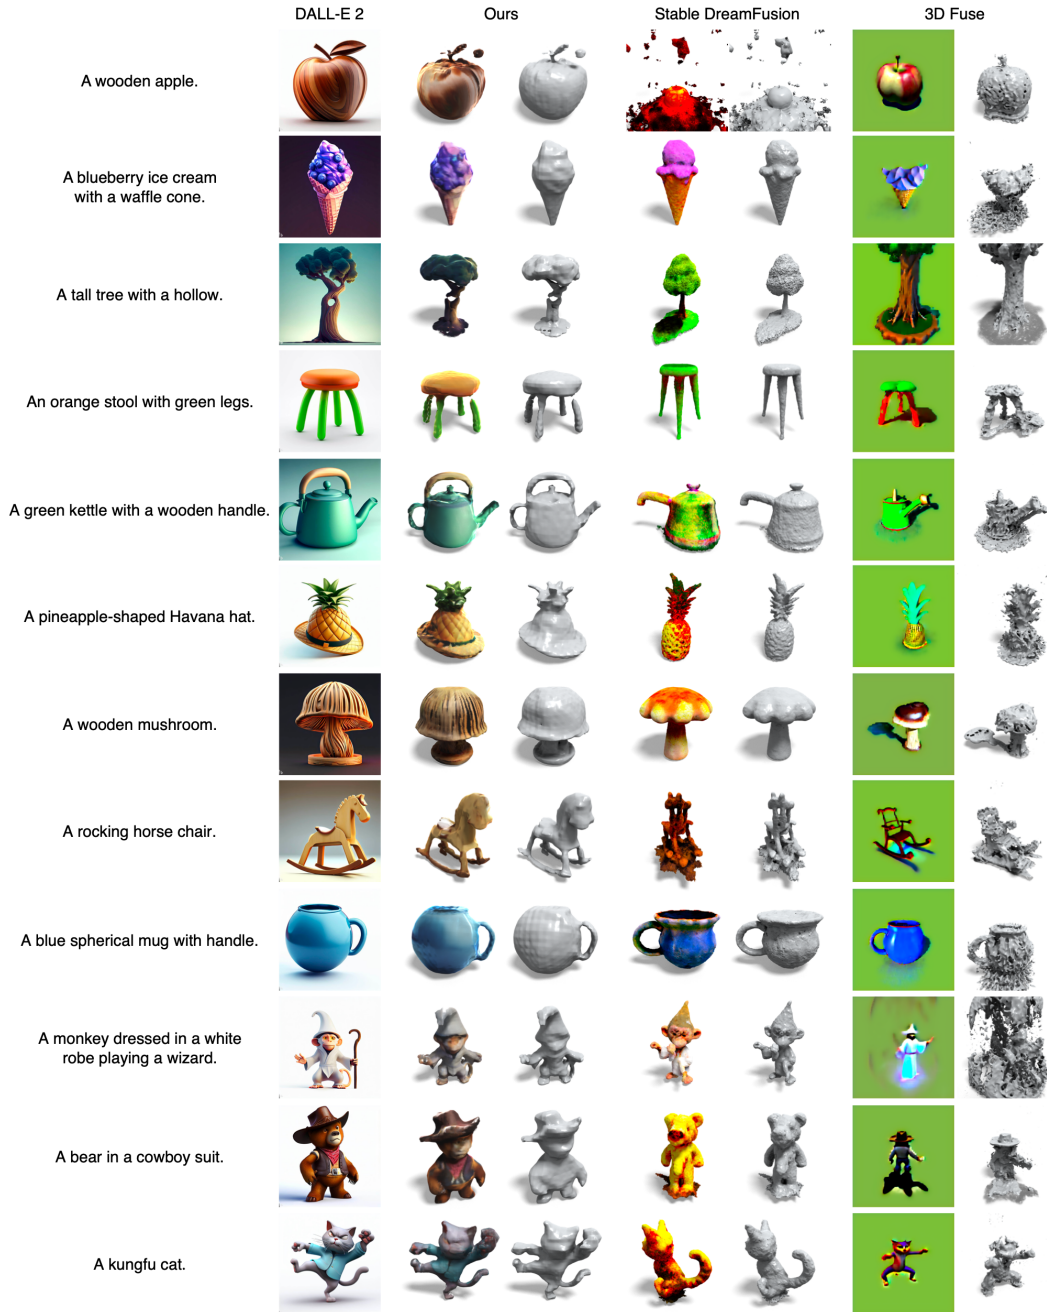 DALL-E 2
Ours
Stable DreamFusion
3D Fuse
A wooden apple.
A blueberry ice cream
with a waffle cone.
A tall tree with a hollow.
An orange stool with green legs.
A green kettle with a wooden handle.
A pineapple-shaped Havana hat.
A wooden mushroom.
A rocking horse chair.
A blue spherical mug with handle.
A monkey dressed in a white
robe playing a wizard.
A bear in a cowboy suit.
A kungfu cat.